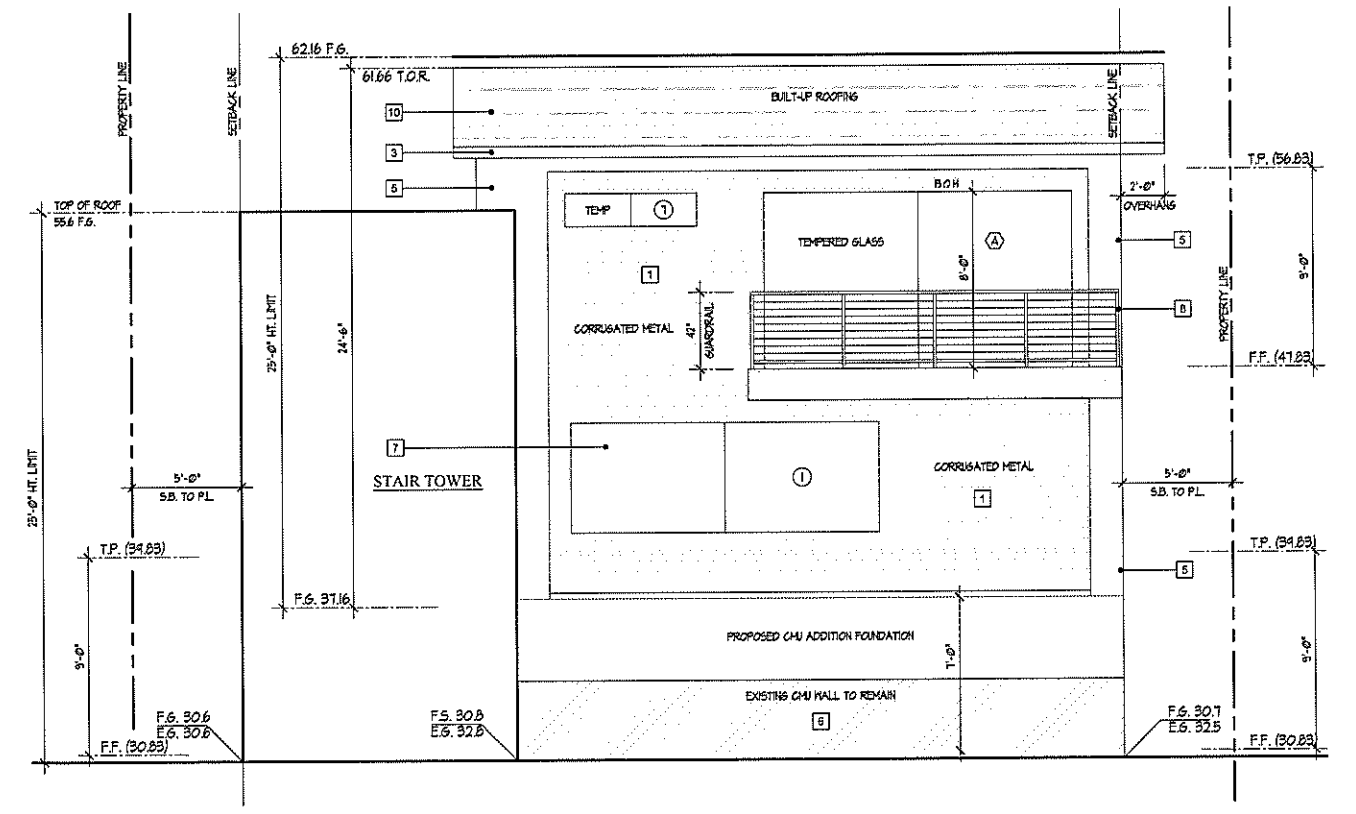 62.16 F.G.
61.66 T.O.R.
PROPERTY LINE
SETBACK LINE
BUILT-UP ROOFING
SETBACK LINE
10
3
5
T.P. (56.83)
TOP OF ROOF
55.6 F.G.
TEMP
7
B.O.H
2'-0"
OVERHANG
TEMPERED GLASS
A
5
1
8'-0"
9'-0"
25'-0" HT. LIMIT
24'-6"
CORRUGATED METAL
42"
GUARDRAIL
8
PROPERTY LINE
F.F. (47.83)
7
STAIR TOWER
1
CORRUGATED METAL
1
5'-0"
S.B. TO P.L.
5'-0"
S.B. TO P.L.
25'-0" HT. LIMIT
T.P. (39.83)
T.P. (39.83)
5
F.G. 37.16
9'-0"
PROPOSED CMU ADDITION FOUNDATION
7'-0"
9'-0"
EXISTING CMU WALL TO REMAIN
6
F.G. 30.6
E.G. 30.6
F.S. 30.8
E.G. 32.8
F.G. 30.7
E.G. 32.5
F.F. (30.83)
F.F. (30.83)